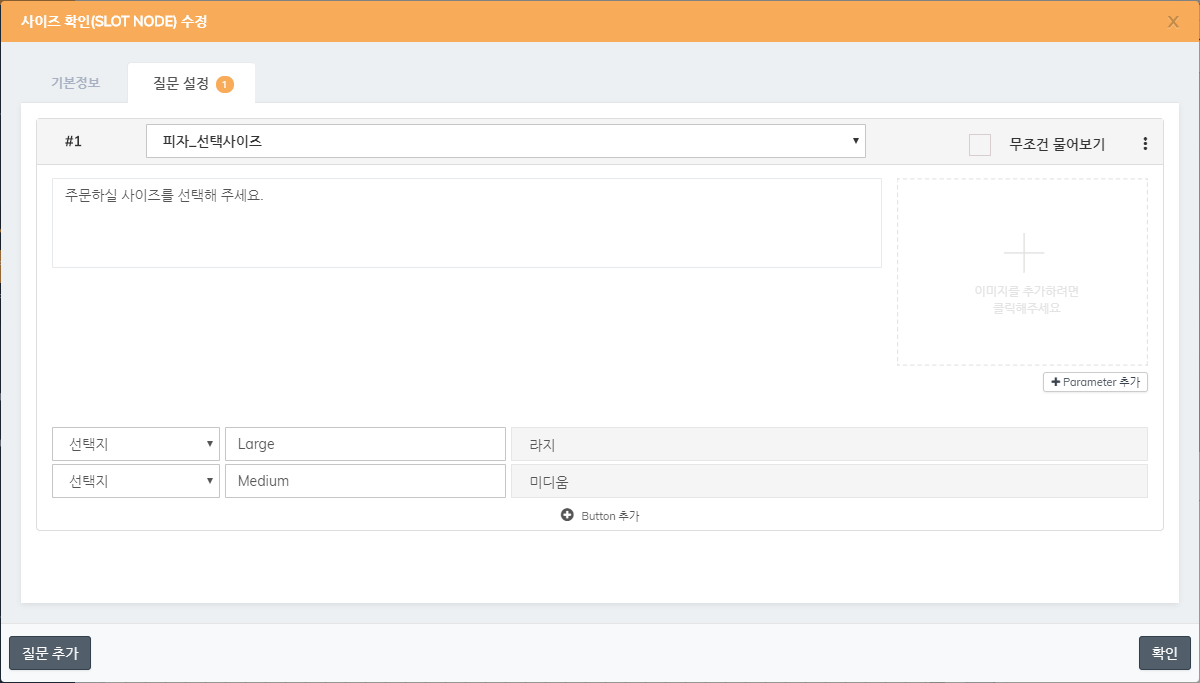 사이즈 확인(SLOT NODE) 수정
X
기본정보
질문 설정 1
#1
피자_선택사이즈
무조건 물어보기
주문하실 사이즈를 선택해 주세요.
이미지를 추가하려면
클릭해주세요
+ Parameter 추가
선택지 Large 라지
선택지 Medium 미디움
Button 추가
질문 추가
확인